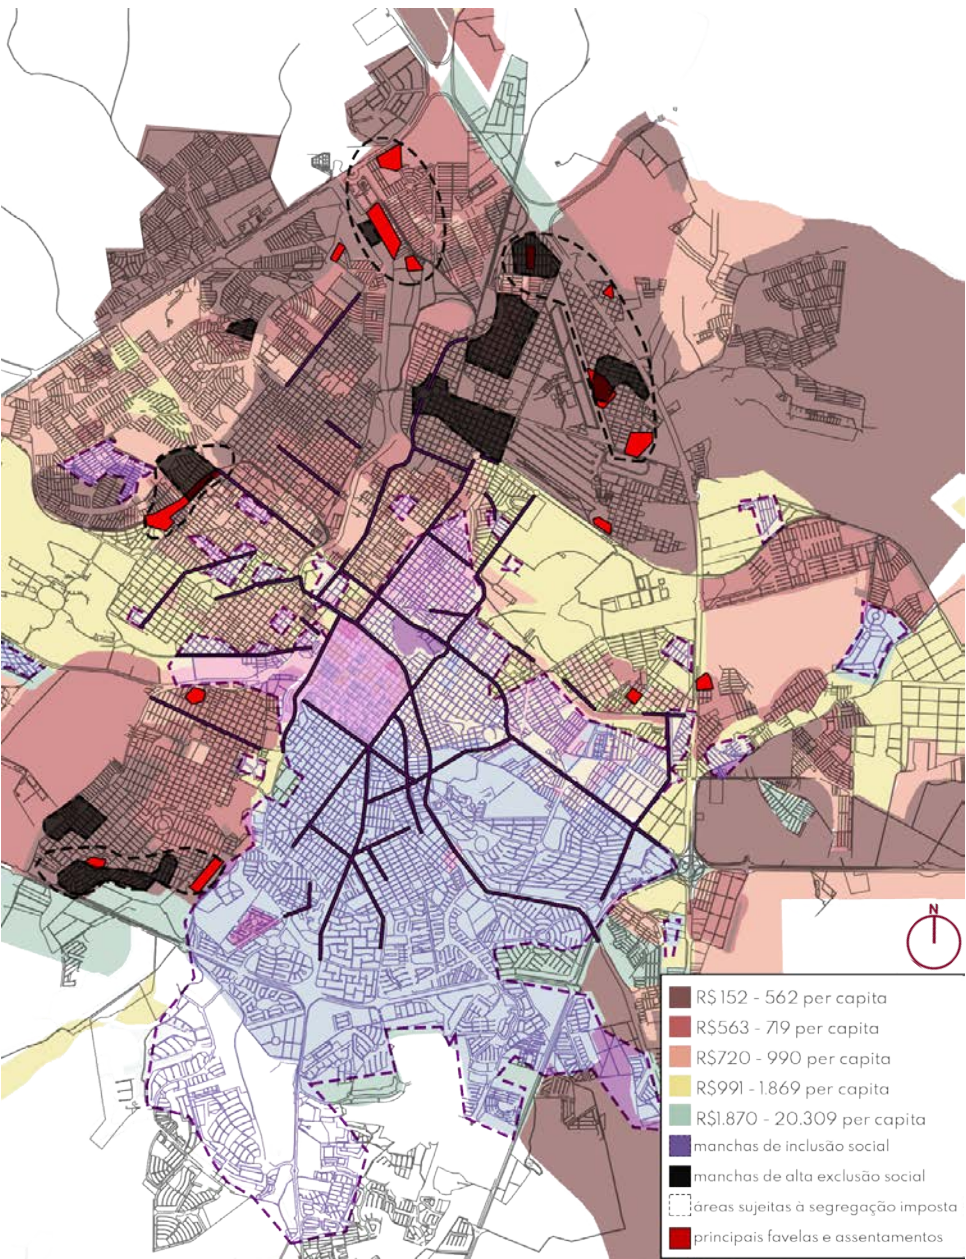 N
R$ 152 - 562 per capita
R$563 - 719 per capita
R$720 - 990 per capita
R$991 - 1.869 per capita
R$1.870 - 20.309 per capita
manchas de inclusão social
manchas de alta exclusão social
áreas sujeitas à segregação imposta
principais favelas e assentamentos